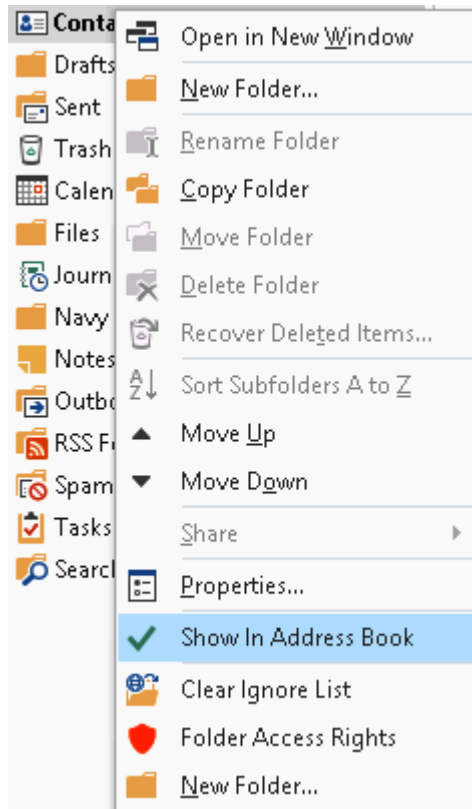 Conta
Drafts
Sent
Trash
Calen
Files
Journ
Navy
Notes
Outbo
RSS F
Spam
Tasks
Searcl
Open in New Window
New Folder...
Rename Folder
Copy Folder
Move Folder
Delete Folder
Recover Deleted Items...
Sort Subfolders A to Z
Move Up
Move Down
Share
Properties...
Show In Address Book
Clear Ignore List
Folder Access Rights
New Folder...